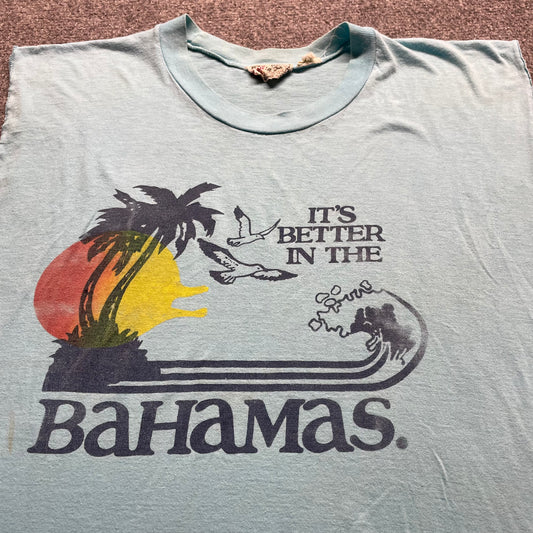 IT'S
BETTER
IN THE
BAHAMAS.